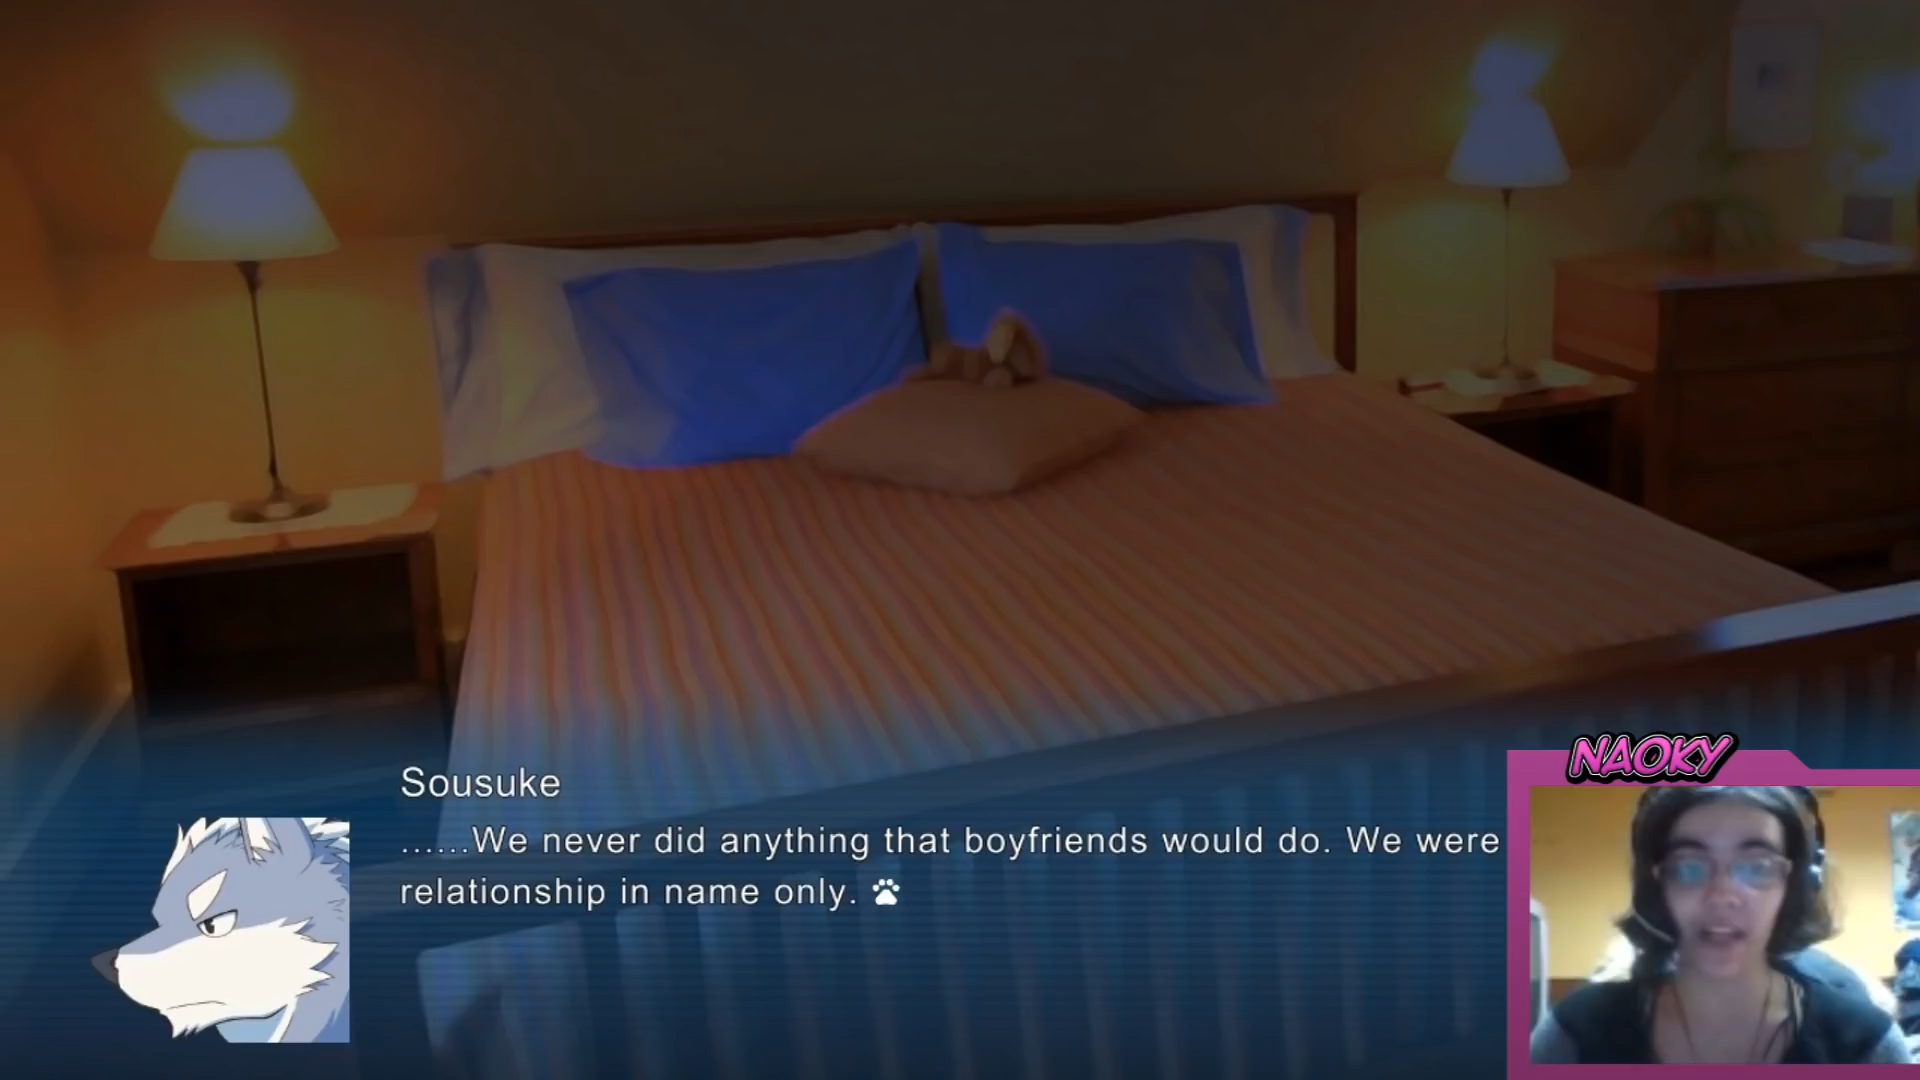 Sousuke
......We never did anything that boyfriends would do. We were
relationship in name only.
NAOKY